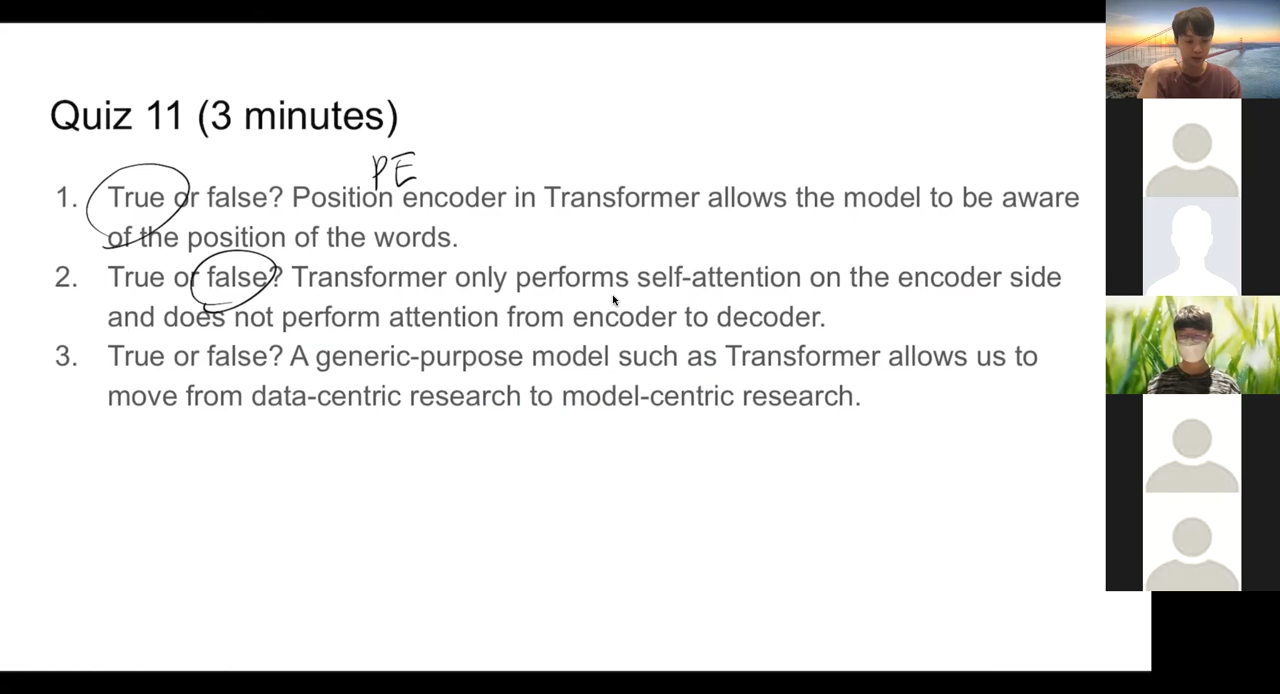 Quiz 11 (3 minutes)
PE
1. True or false? Position encoder in Transformer allows the model to be aware
of the position of the words.
2. True or false? Transformer only performs self-attention on the encoder side
and does not perform attention from encoder to decoder.
3. True or false? A generic-purpose model such as Transformer allows us to
move from data-centric research to model-centric research.